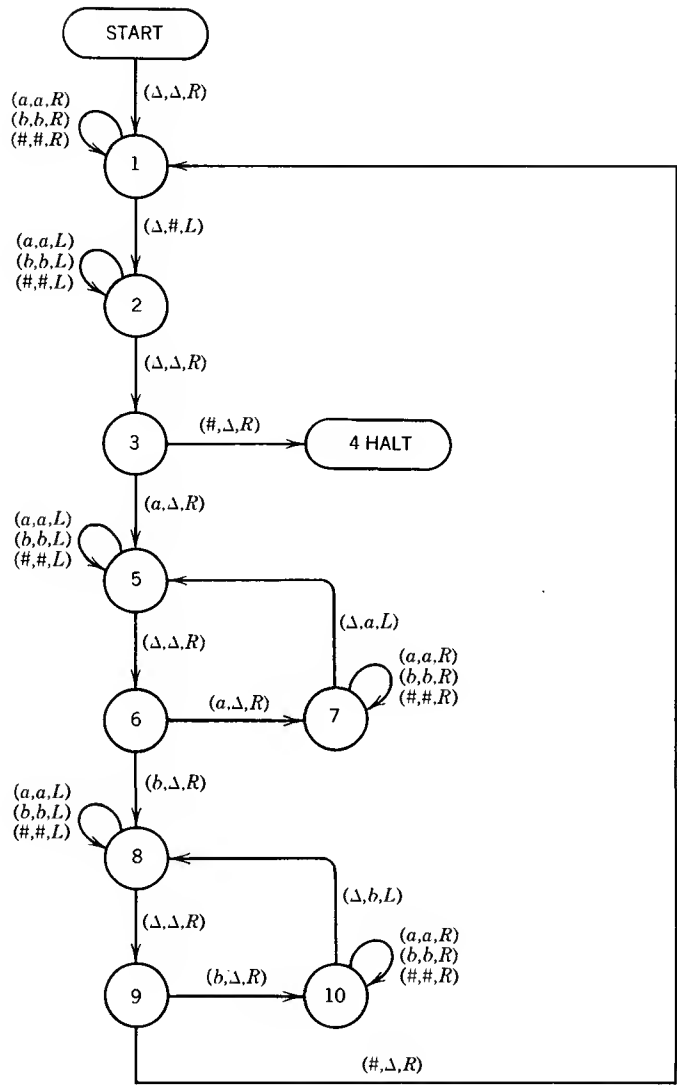 START
(Δ,Δ,R)
(a,a,R)
(b,b,R)
(#,#,R)
1
(Δ,#,L)
(a,a,L)
(b,b,L)
(#,#,L)
2
(Δ,Δ,R)
3
(#,Δ,R)
4 HALT
(a,Δ,R)
(a,a,L)
(b,b,L)
(#,#,L)
5
(Δ,a,L)
(Δ,Δ,R)
(a,a,R)
(b,b,R)
(#,#,R)
6
(a,Δ,R)
7
(b,Δ,R)
(a,a,L)
(b,b,L)
(#,#,L)
8
(Δ,b,L)
(Δ,Δ,R)
(a,a,R)
(b,b,R)
(#,#,R)
9
(b,Δ,R)
10
(#,Δ,R)